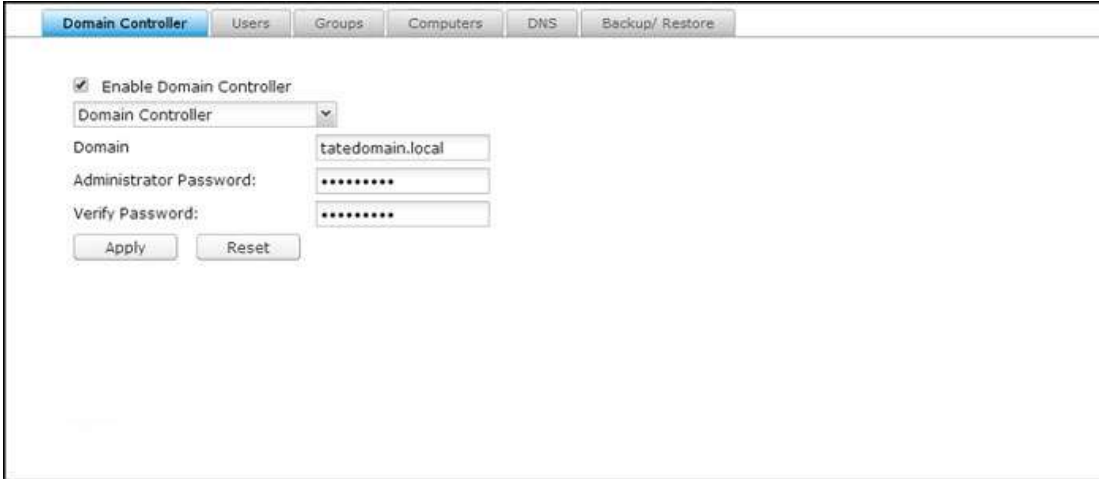 Domain Controller Users Groups Computers DNS Backup/ Restore
Enable Domain Controller
Domain Controller
Domain tatedomain.local
Administrator Password: •••••••••
Verify Password: •••••••••
Apply Reset